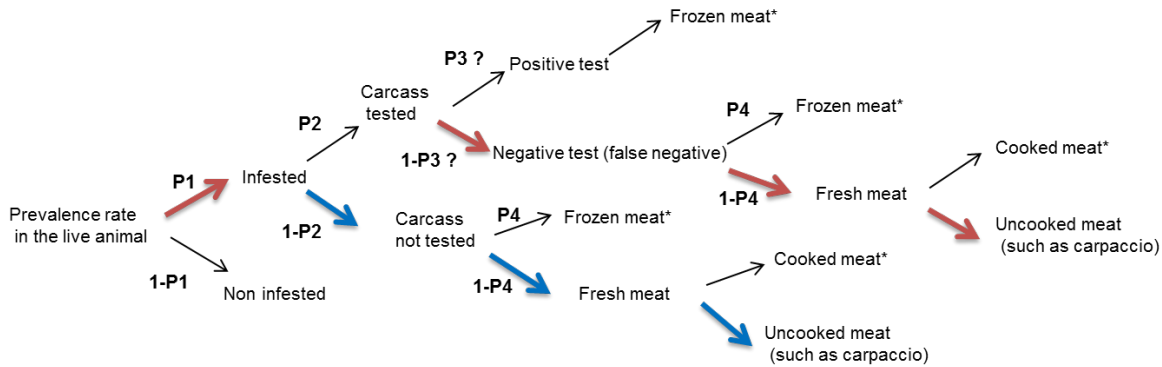 Frozen meat*
P3 ?
Positive test
Carcass
tested
P2
P4
Frozen meat*
1-P3 ?
Negative test (false negative)
Cooked meat*
P1
Infested
1-P4
Fresh meat
Prevalence rate
in the live animal
1-P2
Carcass
not tested
P4
Frozen meat*
Uncooked meat
(such as carpaccio)
1-P1
Non infested
1-P4
Fresh meat
Cooked meat*
Uncooked meat
(such as carpaccio)